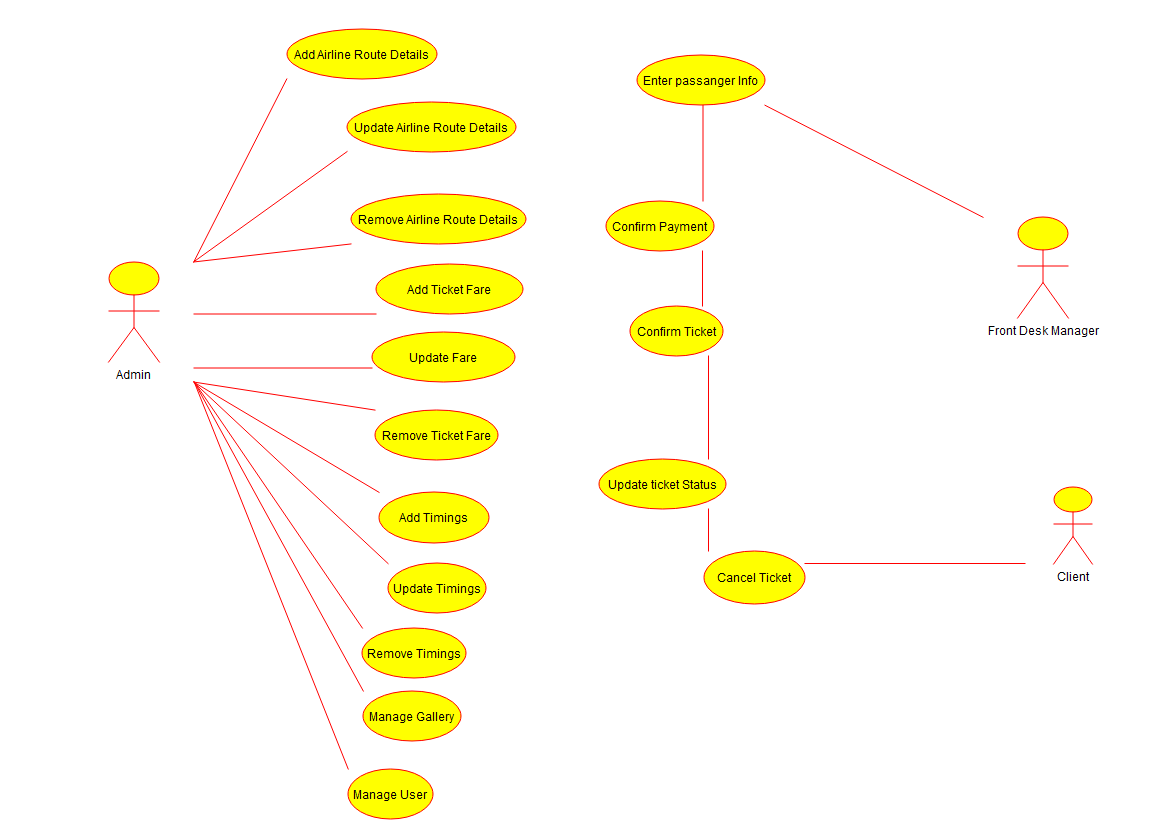 Add Airline Route Details
Update Airline Route Details
Remove Airline Route Details
Add Ticket Fare
Update Fare
Remove Ticket Fare
Add Timings
Update Timings
Remove Timings
Manage Gallery
Manage User
Admin
Enter passanger Info
Confirm Payment
Confirm Ticket
Update ticket Status
Cancel Ticket
Front Desk Manager
Client